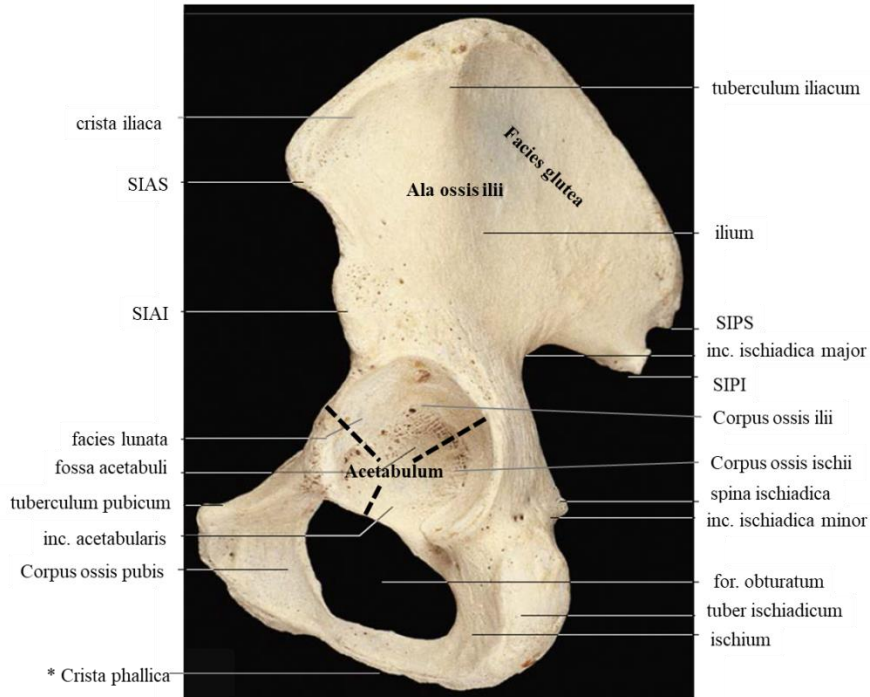 tuberculum iliacum
crista iliaca
Facies glutea
SIAS
Ala ossis ilii
ilium
SIAI
SIPS
inc. ischiadica major
SIPI
Corpus ossis ilii
facies lunata
fossa acetabuli
Acetabulum
Corpus ossis ischii
tuberculum pubicum
spina ischiadica
inc. ischiadica minor
inc. acetabularis
Corpus ossis pubis
for. obturatum
tuber ischiadicum
ischium
* Crista phallica